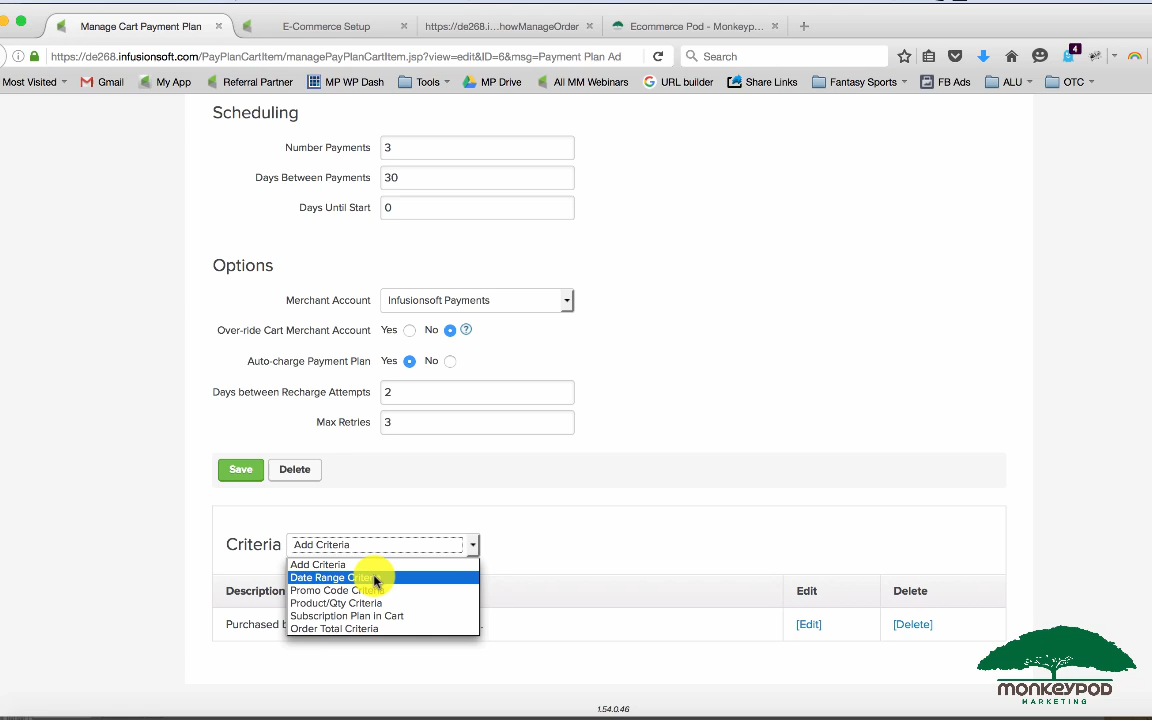 Manage Cart Payment Plan × E-Commerce Setup × https://de268.i...howManageOrder × Ecommerce Pod - Monkeyp... × +
https://de268.infusionsoft.com/PayPlanCartItem/managePayPlanCartItem.jsp?view=edit&ID=6&msg=Payment Plan Ad Search 4
Most Visited Gmail My App Referral Partner MP WP Dash Tools MP Drive All MM Webinars URL builder Share Links Fantasy Sports FB Ads ALU OTC
Scheduling
Number Payments 3
Days Between Payments 30
Days Until Start 0
Options
Merchant Account Infusionsoft Payments
Over-ride Cart Merchant Account Yes No ?
Auto-charge Payment Plan Yes No
Days between Recharge Attempts 2
Max Retries 3
Save Delete
Criteria Add Criteria
Add Criteria
Date Range Criteria
Promo Code Criteria
Product/Qty Criteria
Subscription Plan in Cart
Order Total Criteria
Description Edit Delete
Purchased [Edit] [Delete]
monkeypod
MARKETING
1.54.0.46